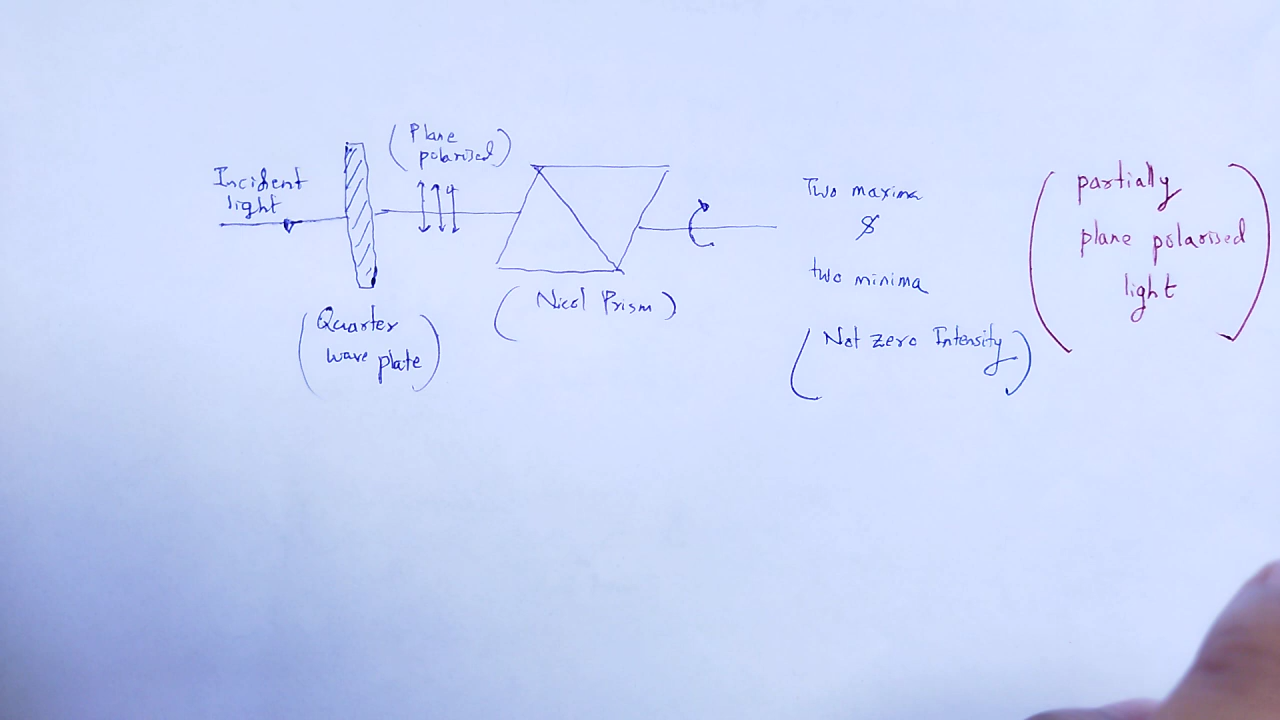 Incident
light
(Plane
polarised)
(Quarter
wave plate)
(Nicol Prism)
Two maxima
&
two minima
(Not zero Intensity)
(partially
plane polarised
light)